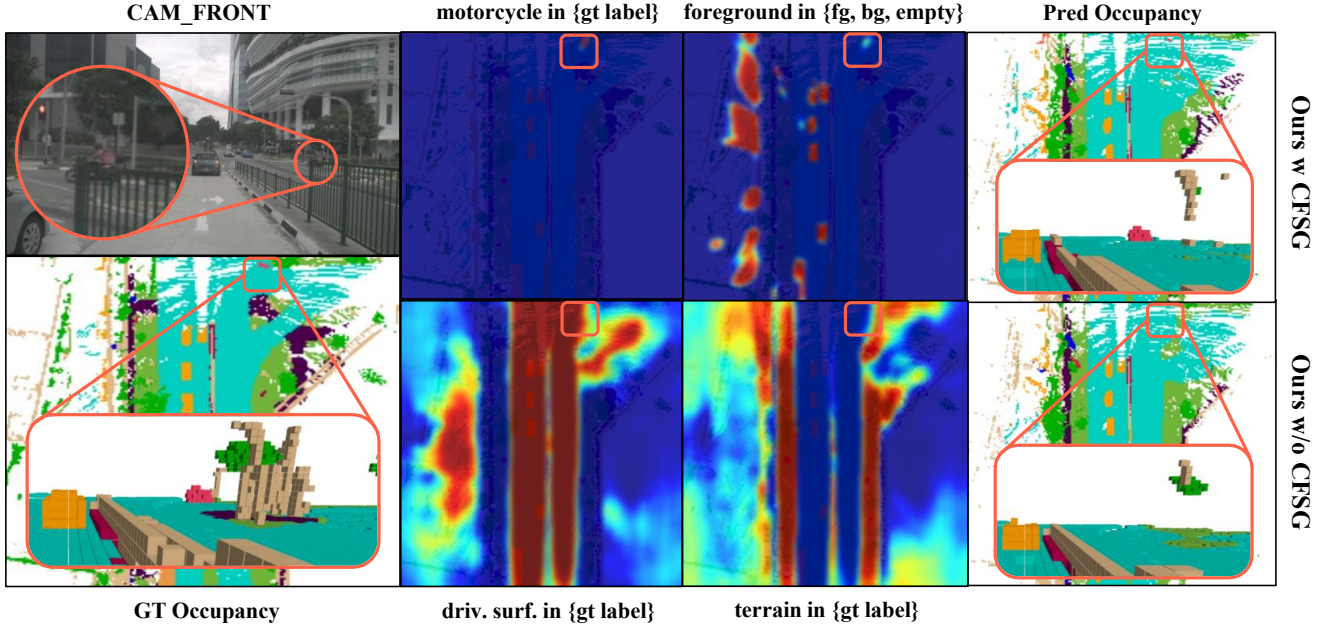 CAM_FRONT
motorcycle in {gt label}
foreground in {fg, bg, empty}
Pred Occupancy
Ours w CFSG
Ours w/o CFSG
GT Occupancy
driv. surf. in {gt label}
terrain in {gt label}